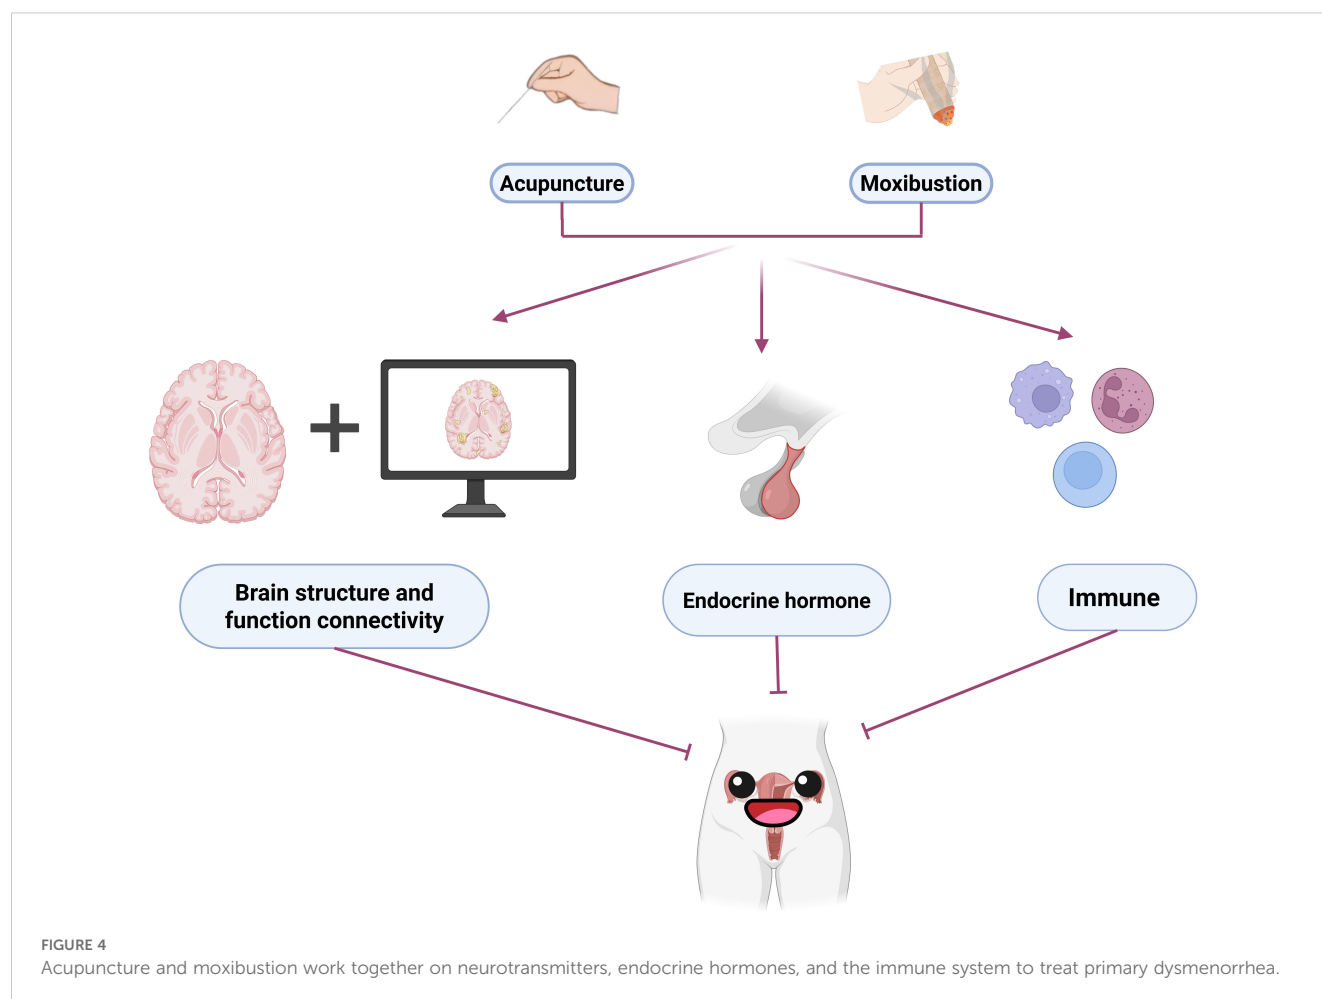 Acupuncture
Moxibustion
Brain structure and
function connectivity
Endocrine hormone
Immune
FIGURE 4
Acupuncture and moxibustion work together on neurotransmitters, endocrine hormones, and the immune system to treat primary dysmenorrhea.